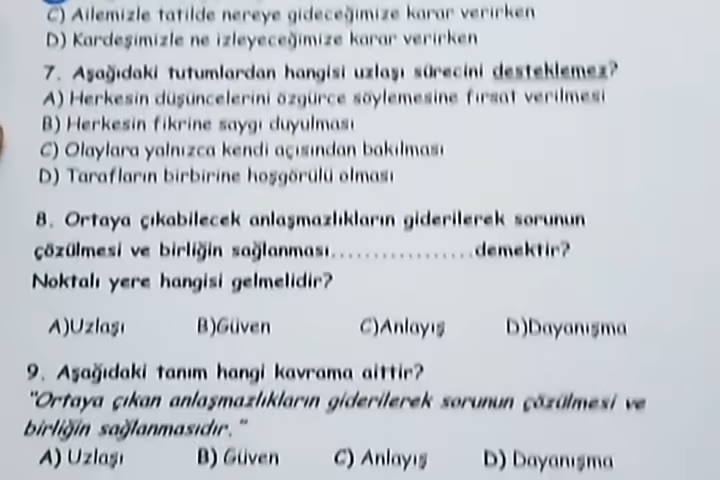 C) Ailemizle tatilde nereye gideceğimize karar verirken
D) Kardeşimizle ne izleyeceğimize karar verirken
7. Aşağıdaki tutumlardan hangisi uzlaşı sürecini desteklemez?
A) Herkesin düşüncelerini özgürce söylemesine fırsat verilmesi
B) Herkesin fikrine saygı duyulması
C) Olaylara yalnızca kendi açısından bakılması
D) Tarafların birbirine hoşgörülü olması
8. Ortaya çıkabilecek anlaşmazlıkların giderilerek sorunun
çözülmesi ve birliğin sağlanması.................demektir?
Noktalı yere hangisi gelmelidir?
A)Uzlaşı B)Güven C)Anlayış D)Dayanışma
9. Aşağıdaki tanım hangi kavrama aittir?
"Ortaya çıkan anlaşmazlıkların giderilerek sorunun çözülmesi ve
birliğin sağlanmasıdır."
A) Uzlaşı B) Güven C) Anlayış D) Dayanışma